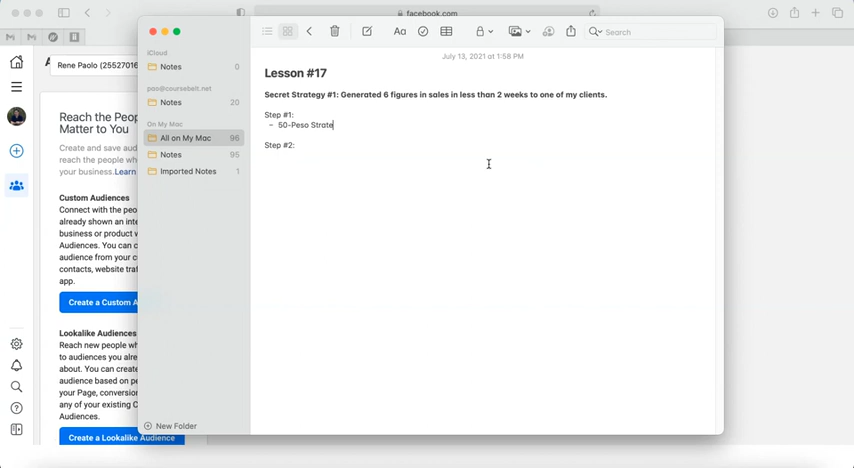 facebook.com
Search
Rene Paolo (25527016
Reach the Peop
Matter to You
Create and save aud
reach the people who
your business. Learn
Custom Audiences
Connect with the peo
already shown an inte
business or product w
Audiences. You can c
audience from your c
contacts, website traf
app.
Create a Custom A
Lookalike Audiences
Reach new people wh
to audiences you alre
about. You can create
audience based on pe
your Page, conversion
any of your existing C
Audiences.
Create a Lookalike Audience
iCloud
Notes 0
pao@coursebeit.net
Notes 20
On My Mac
All on My Mac 96
Notes 95
Imported Notes 1
New Folder
July 13, 2021 at 1:58 PM
Lesson #17
Secret Strategy #1: Generated 6 figures in sales in less than 2 weeks to one of my clients.
Step #1:
- 50-Peso Strate
Step #2: